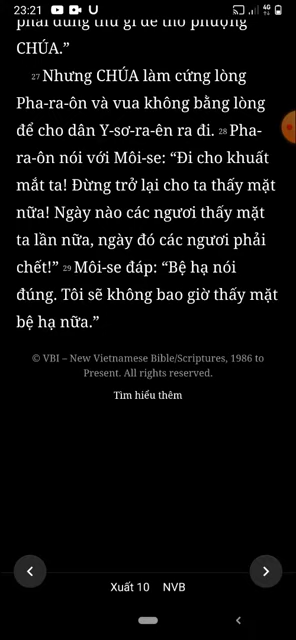 23:21
4G
phải dùng thứ gì để thờ phượng
CHÚA.”
27 Nhưng CHÚA làm cứng lòng
Pha-ra-ôn và vua không bằng lòng
để cho dân Y-sơ-ra-ên ra đi. 28 Pha-
ra-ôn nói với Môi-se: “Đi cho khuất
mắt ta! Đừng trở lại cho ta thấy mặt
nữa! Ngày nào các ngươi thấy mặt
ta lần nữa, ngày đó các ngươi phải
chết!” 29 Môi-se đáp: “Bệ hạ nói
đúng. Tôi sẽ không bao giờ thấy mặt
bệ hạ nữa.”
© VBI – New Vietnamese Bible/Scriptures, 1986 to
Present. All rights reserved.
Tìm hiểu thêm
Xuất 10 NVB